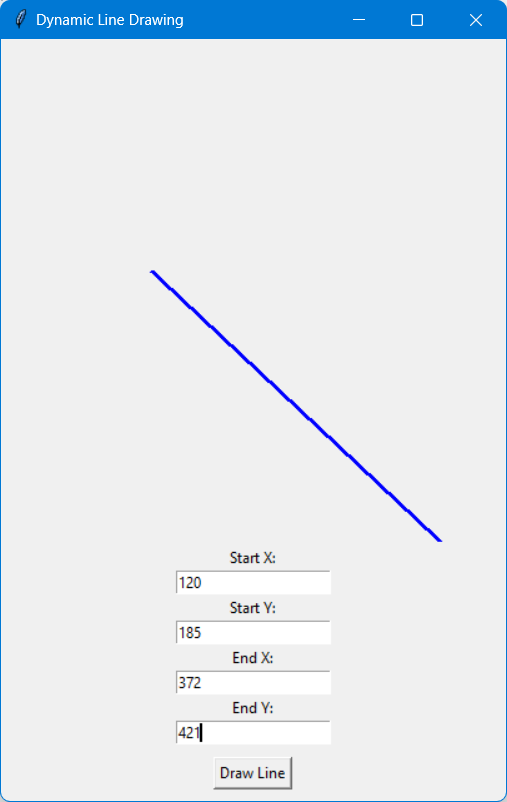 Dynamic Line Drawing
Start X:
120
Start Y:
185
End X:
372
End Y:
421
Draw Line